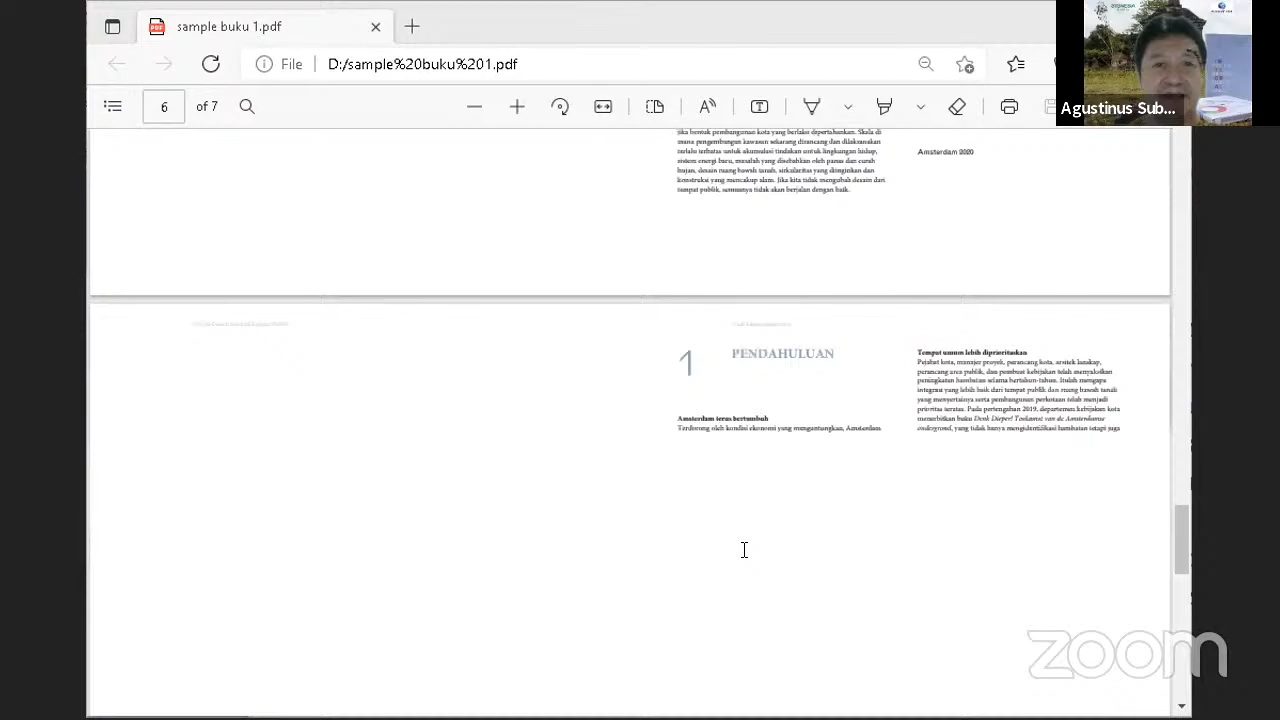 sample buku 1.pdf
File
D:/sample%20buku%201.pdf
6
of 7
Agustinus Sub...
jika bentuk pembangunan kota yang berlaku dipertahankan. Skala di
mana pengembangan kawasan sekarang dirancang dan dilaksanakan
terlalu terbatas untuk akumulasi tindakan untuk lingkungan hidup,
sistem energi baru, masalah yang disebabkan oleh panas dan curah
hujan, desain ruang bawah tanah, sirkularitas yang diinginkan dan
konstruksi yang mencakup alam. Jika kita tidak mengubah desain dari
tempat publik, semuanya tidak akan berjalan dengan baik.
Amsterdam 2020
1
PENDAHULUAN
Amsterdam terus bertumbuh
Terdorong oleh kondisi ekonomi yang menguntungkan, Amsterdam
Tempat umum lebih diprioritaskan
Pejabat kota, manajer proyek, perancang kota, arsitek lanskap,
perancang area publik, dan pembuat kebijakan telah menyaksikan
peningkatan hambatan selama bertahun-tahun. Itulah mengapa
integrasi yang lebih baik dari tempat publik dan ruang bawah tanah
yang menyertainya serta pembangunan perkotaan telah menjadi
prioritas teratas. Pada pertengahan 2019, departemen kebijakan kota
menerbitkan buku Denk Dieper! Toekomst van de Amsterdamse
ondergrond, yang tidak hanya mengidentifikasi hambatan tetapi juga
zoom